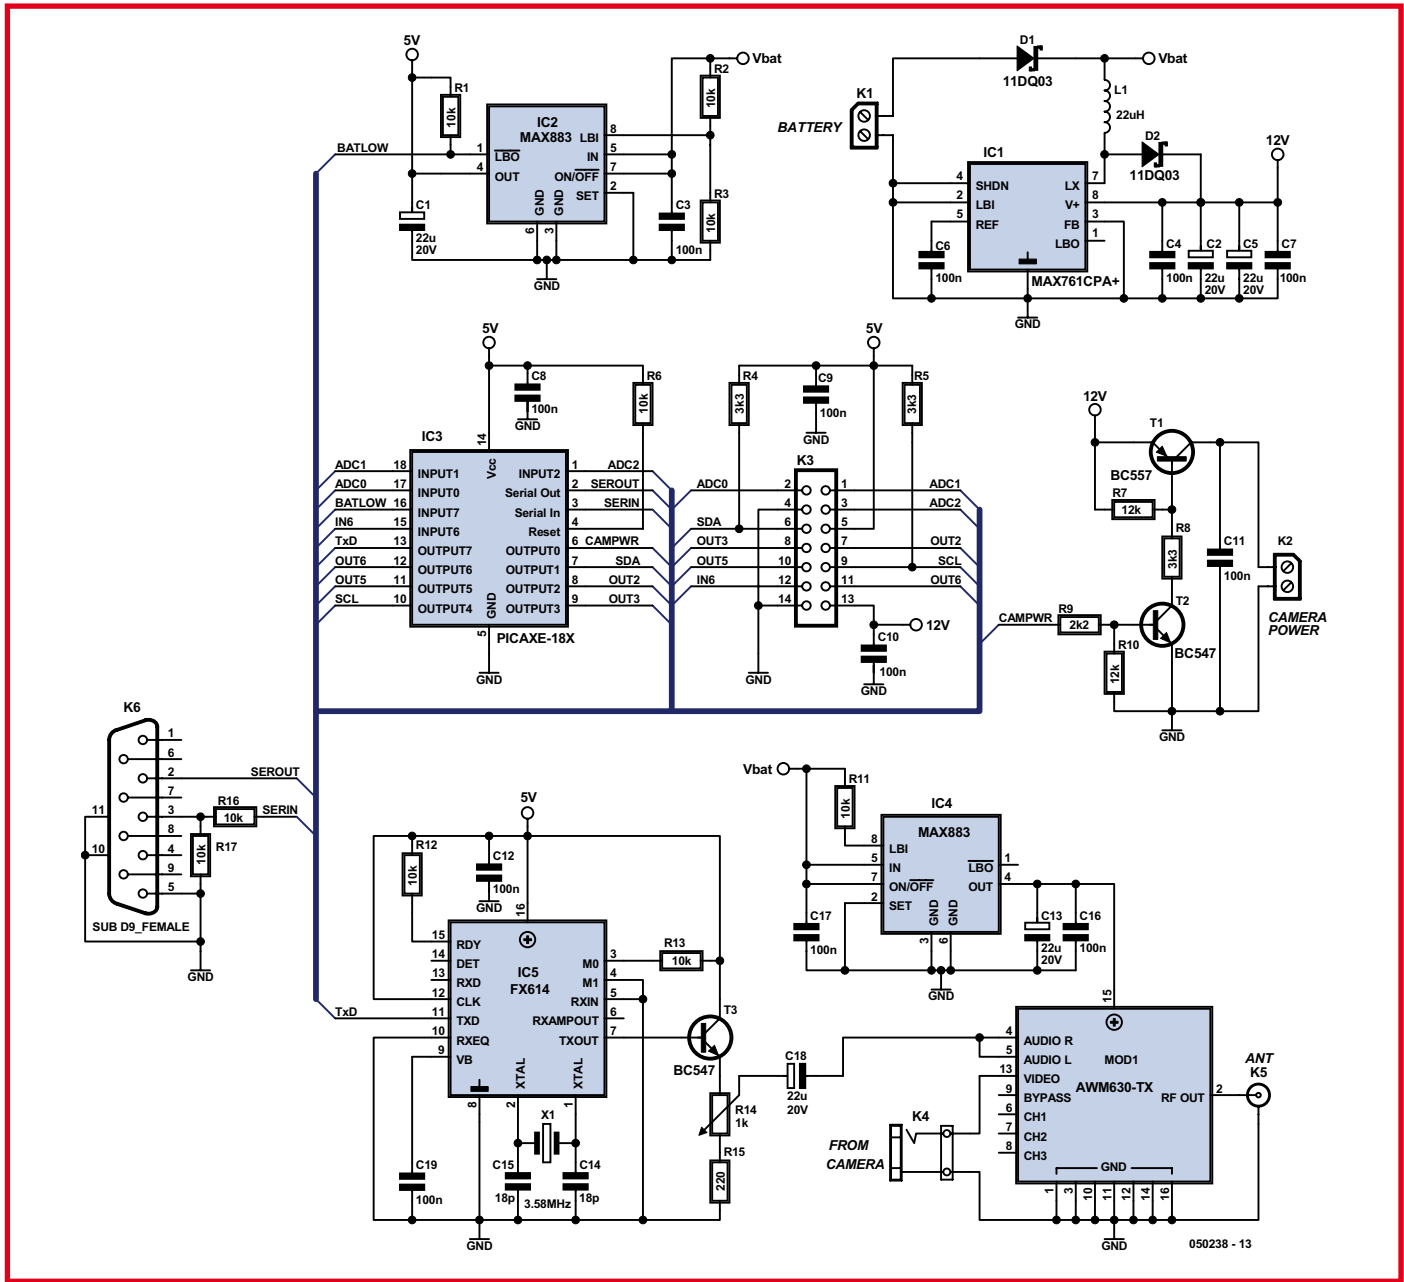 5V
R1
10k
BATLOW
IC2
MAX883
1
LBO
4
OUT
LBI
8
IN
5
ON/OFF
7
SET
2
GND
GND
6
3
C1
22u
20V
GND
R2
10k
Vbat
R3
10k
C3
100n
D1
11DQ03
Vbat
K1
BATTERY
L1
22uH
D2
11DQ03
12V
IC1
4
SHDN
2
LBI
5
REF
LX
7
V+
8
FB
3
LBO
1
MAX761CPA+
C6
100n
C4
100n
C2
22u
20V
C5
22u
20V
C7
100n
GND
5V
C8
100n
GND
R6
10k
IC3
14
Vcc
ADC1 18 INPUT1
ADC0 17 INPUT0
BATLOW 16 INPUT7
IN6 15 INPUT6
TxD 13 OUTPUT7
OUT6 12 OUTPUT6
OUT5 11 OUTPUT5
SCL 10 OUTPUT4
INPUT2 1 ADC2
Serial Out 2 SEROUT
Serial In 3 SERIN
Reset 4
OUTPUT0 6 CAMPWR
OUTPUT1 7 SDA
OUTPUT2 8 OUT2
OUTPUT3 9 OUT3
GND
5
PICAXE-18X
GND
5V
R4
3k3
C9
100n
GND
R5
3k3
K3
ADC0 2
4
SDA 6
OUT3 8
OUT5 10
IN6 12
14
1 ADC1
3 ADC2
5
7 OUT2
9 SCL
11 OUT6
13
12V
C10
100n
GND
GND
12V
T1
BC557
R7
12k
R8
3k3
C11
100n
K2
CAMERA
POWER
CAMPWR
R9
2k2
T2
BC547
R10
12k
GND
K6
1
6
2
7
3
8
4
9
5
11
10
SUB D9_FEMALE
SEROUT
R16
10k
SERIN
R17
10k
GND
5V
R12
10k
C12
100n
GND
16
IC5
FX614
15 RDY
14 DET
13 RXD
12 CLK
TxD 11 TXD
10 RXEQ
9 VB
M0 3
M1 4
RXIN 5
RXAMPOUT 6
TXOUT 7
XTAL
XTAL
8
2
1
R13
10k
T3
BC547
R14
1k
R15
220
X1
C15
18p
3.58MHz
C14
18p
C19
100n
GND
C18
22u
20V
Vbat
R11
10k
IC4
MAX883
8
LBI
5
IN
7
ON/OFF
2
SET
LBO
1
OUT
4
GND
GND
3
6
C17
100n
C13
22u
20V
C16
100n
GND
15
4
AUDIO R
5
AUDIO L
13
VIDEO
9
BYPASS
6
CH1
7
CH2
8
CH3
MOD1
AWM630-TX
RF OUT
2
ANT
K5
GND
1
3
10
11
12
14
16
GND
K4
FROM
CAMERA
050238 - 13